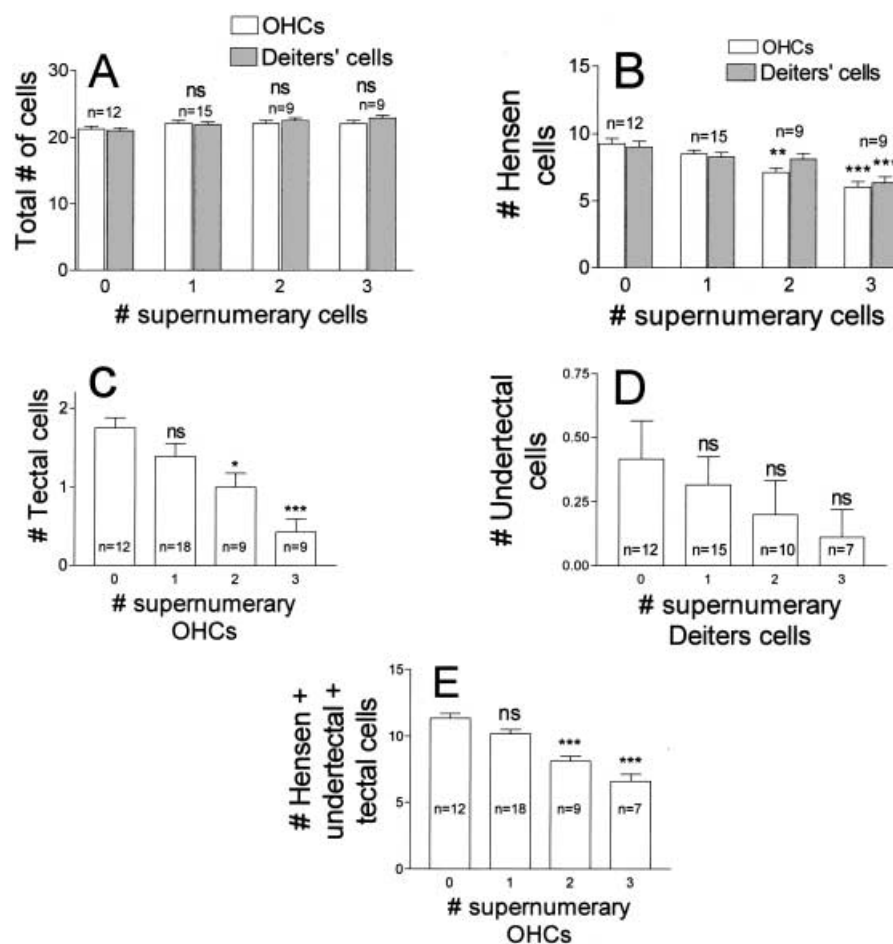 OHCs
Deiters' cells
A
Total # of cells
30
20
10
0
n=12
ns
n=15
ns
n=9
ns
n=9
0 1 2 3
# supernumerary cells
OHCs
Deiters' cells
B
# Hensen
cells
15
10
5
0
n=12
n=15
n=9
**
n=9
*** ***
0 1 2 3
# supernumerary cells
C
# Tectal cells
2
1
0
ns
*
***
n=12 n=18 n=9 n=9
0 1 2 3
# supernumerary
OHCs
D
# Undertectal
cells
0.75
0.50
0.25
0.00
ns
ns
ns
n=12 n=15 n=10 n=7
0 1 2 3
# supernumerary
Deiters cells
E
# Hensen +
undertectal +
tectal cells
15
10
5
0
ns
***
***
n=12 n=18 n=9 n=7
0 1 2 3
# supernumerary
OHCs